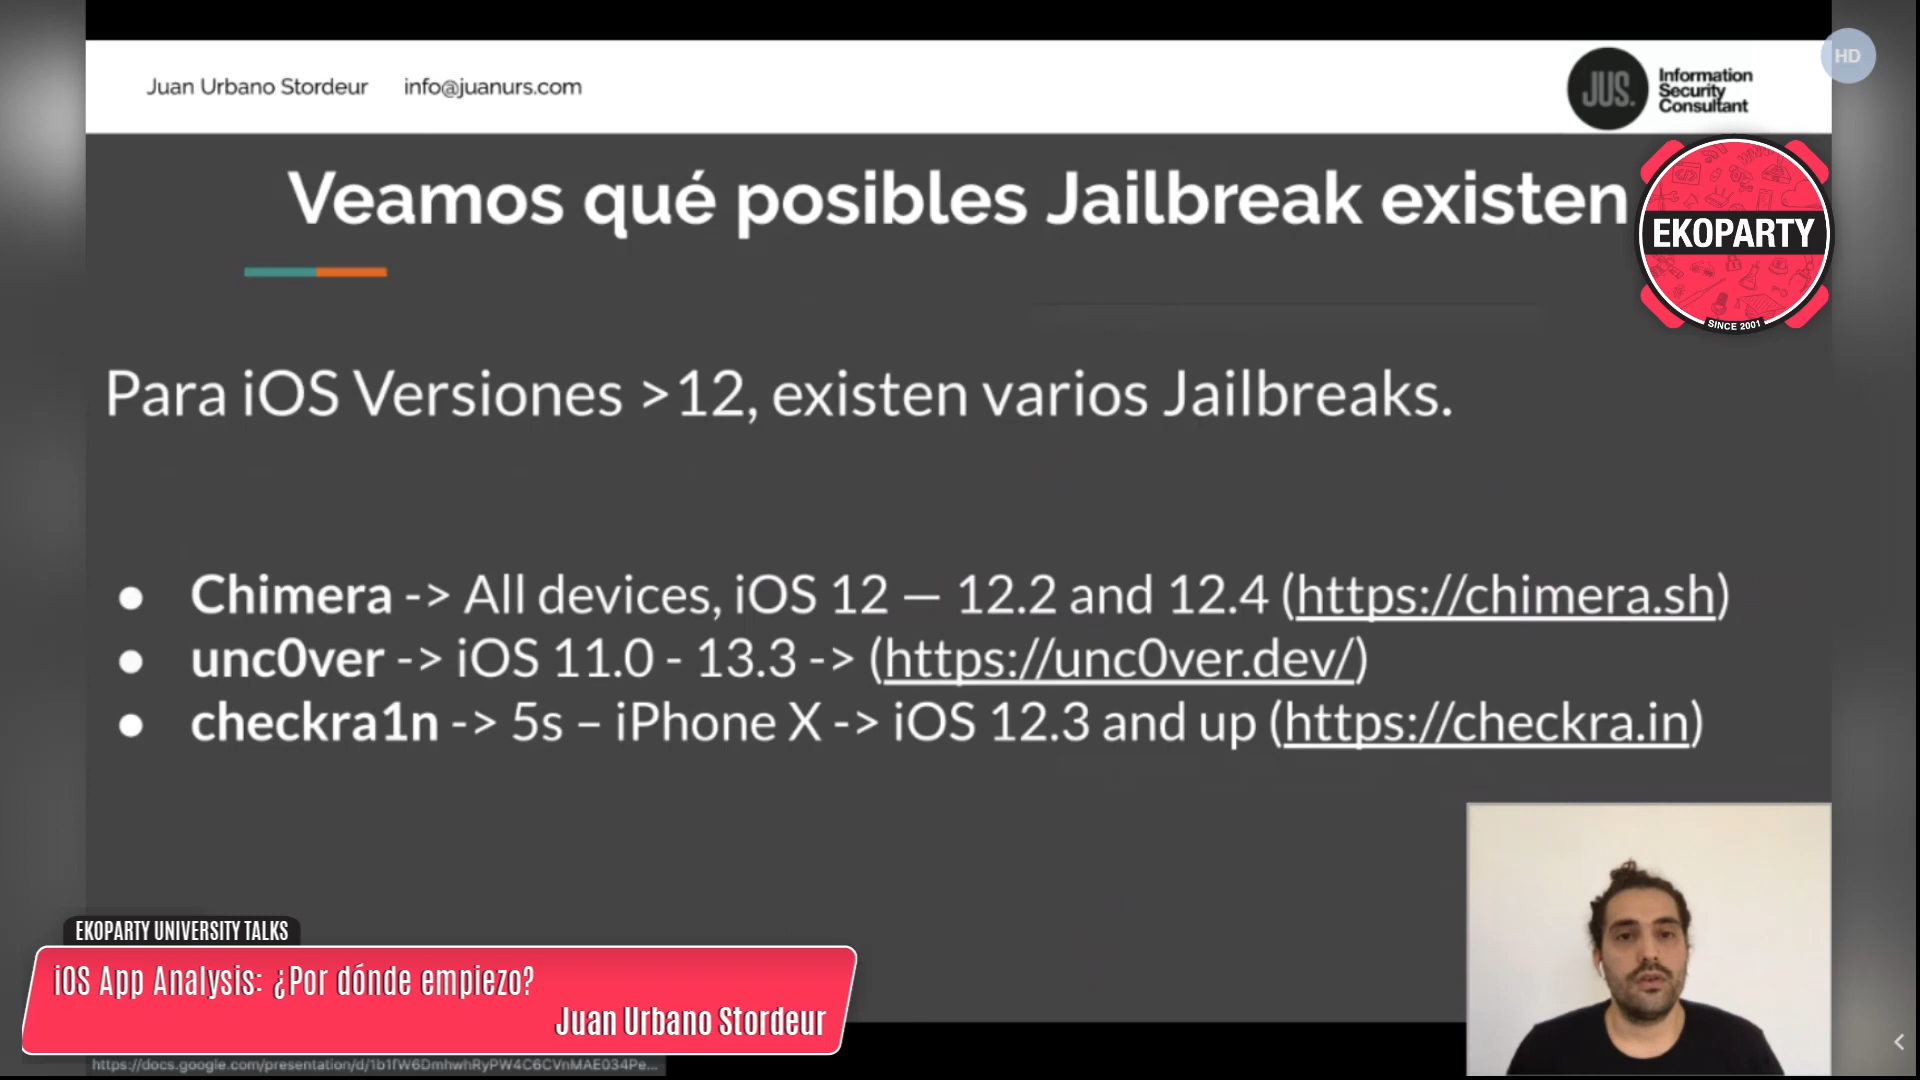 Juan Urbano Stordeur info@juanurs.com
JUS.
Information
Security
Consultant
HD
Veamos qué posibles Jailbreak existen
EKOPARTY
SINCE 2001
Para iOS Versiones >12, existen varios Jailbreaks.
● Chimera -> All devices, iOS 12 — 12.2 and 12.4 (https://chimera.sh)
● unc0ver -> iOS 11.0 - 13.3 -> (https://unc0ver.dev/)
● checkra1n -> 5s – iPhone X -> iOS 12.3 and up (https://checkra.in)
EKOPARTY UNIVERSITY TALKS
iOS App Analysis: ¿Por dónde empiezo?
Juan Urbano Stordeur